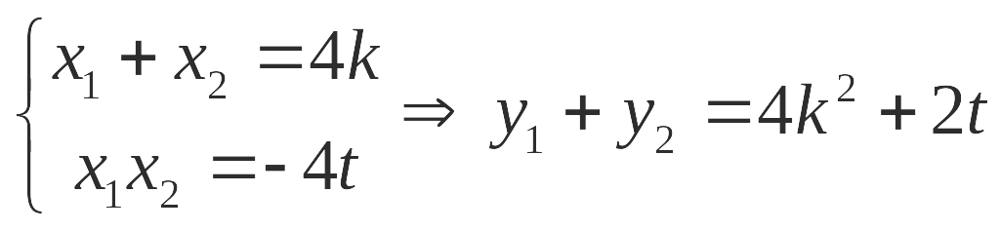 { x₁ + x₂ = 4k
x₁x₂ = - 4t
⇒ y₁ + y₂ = 4k² + 2t